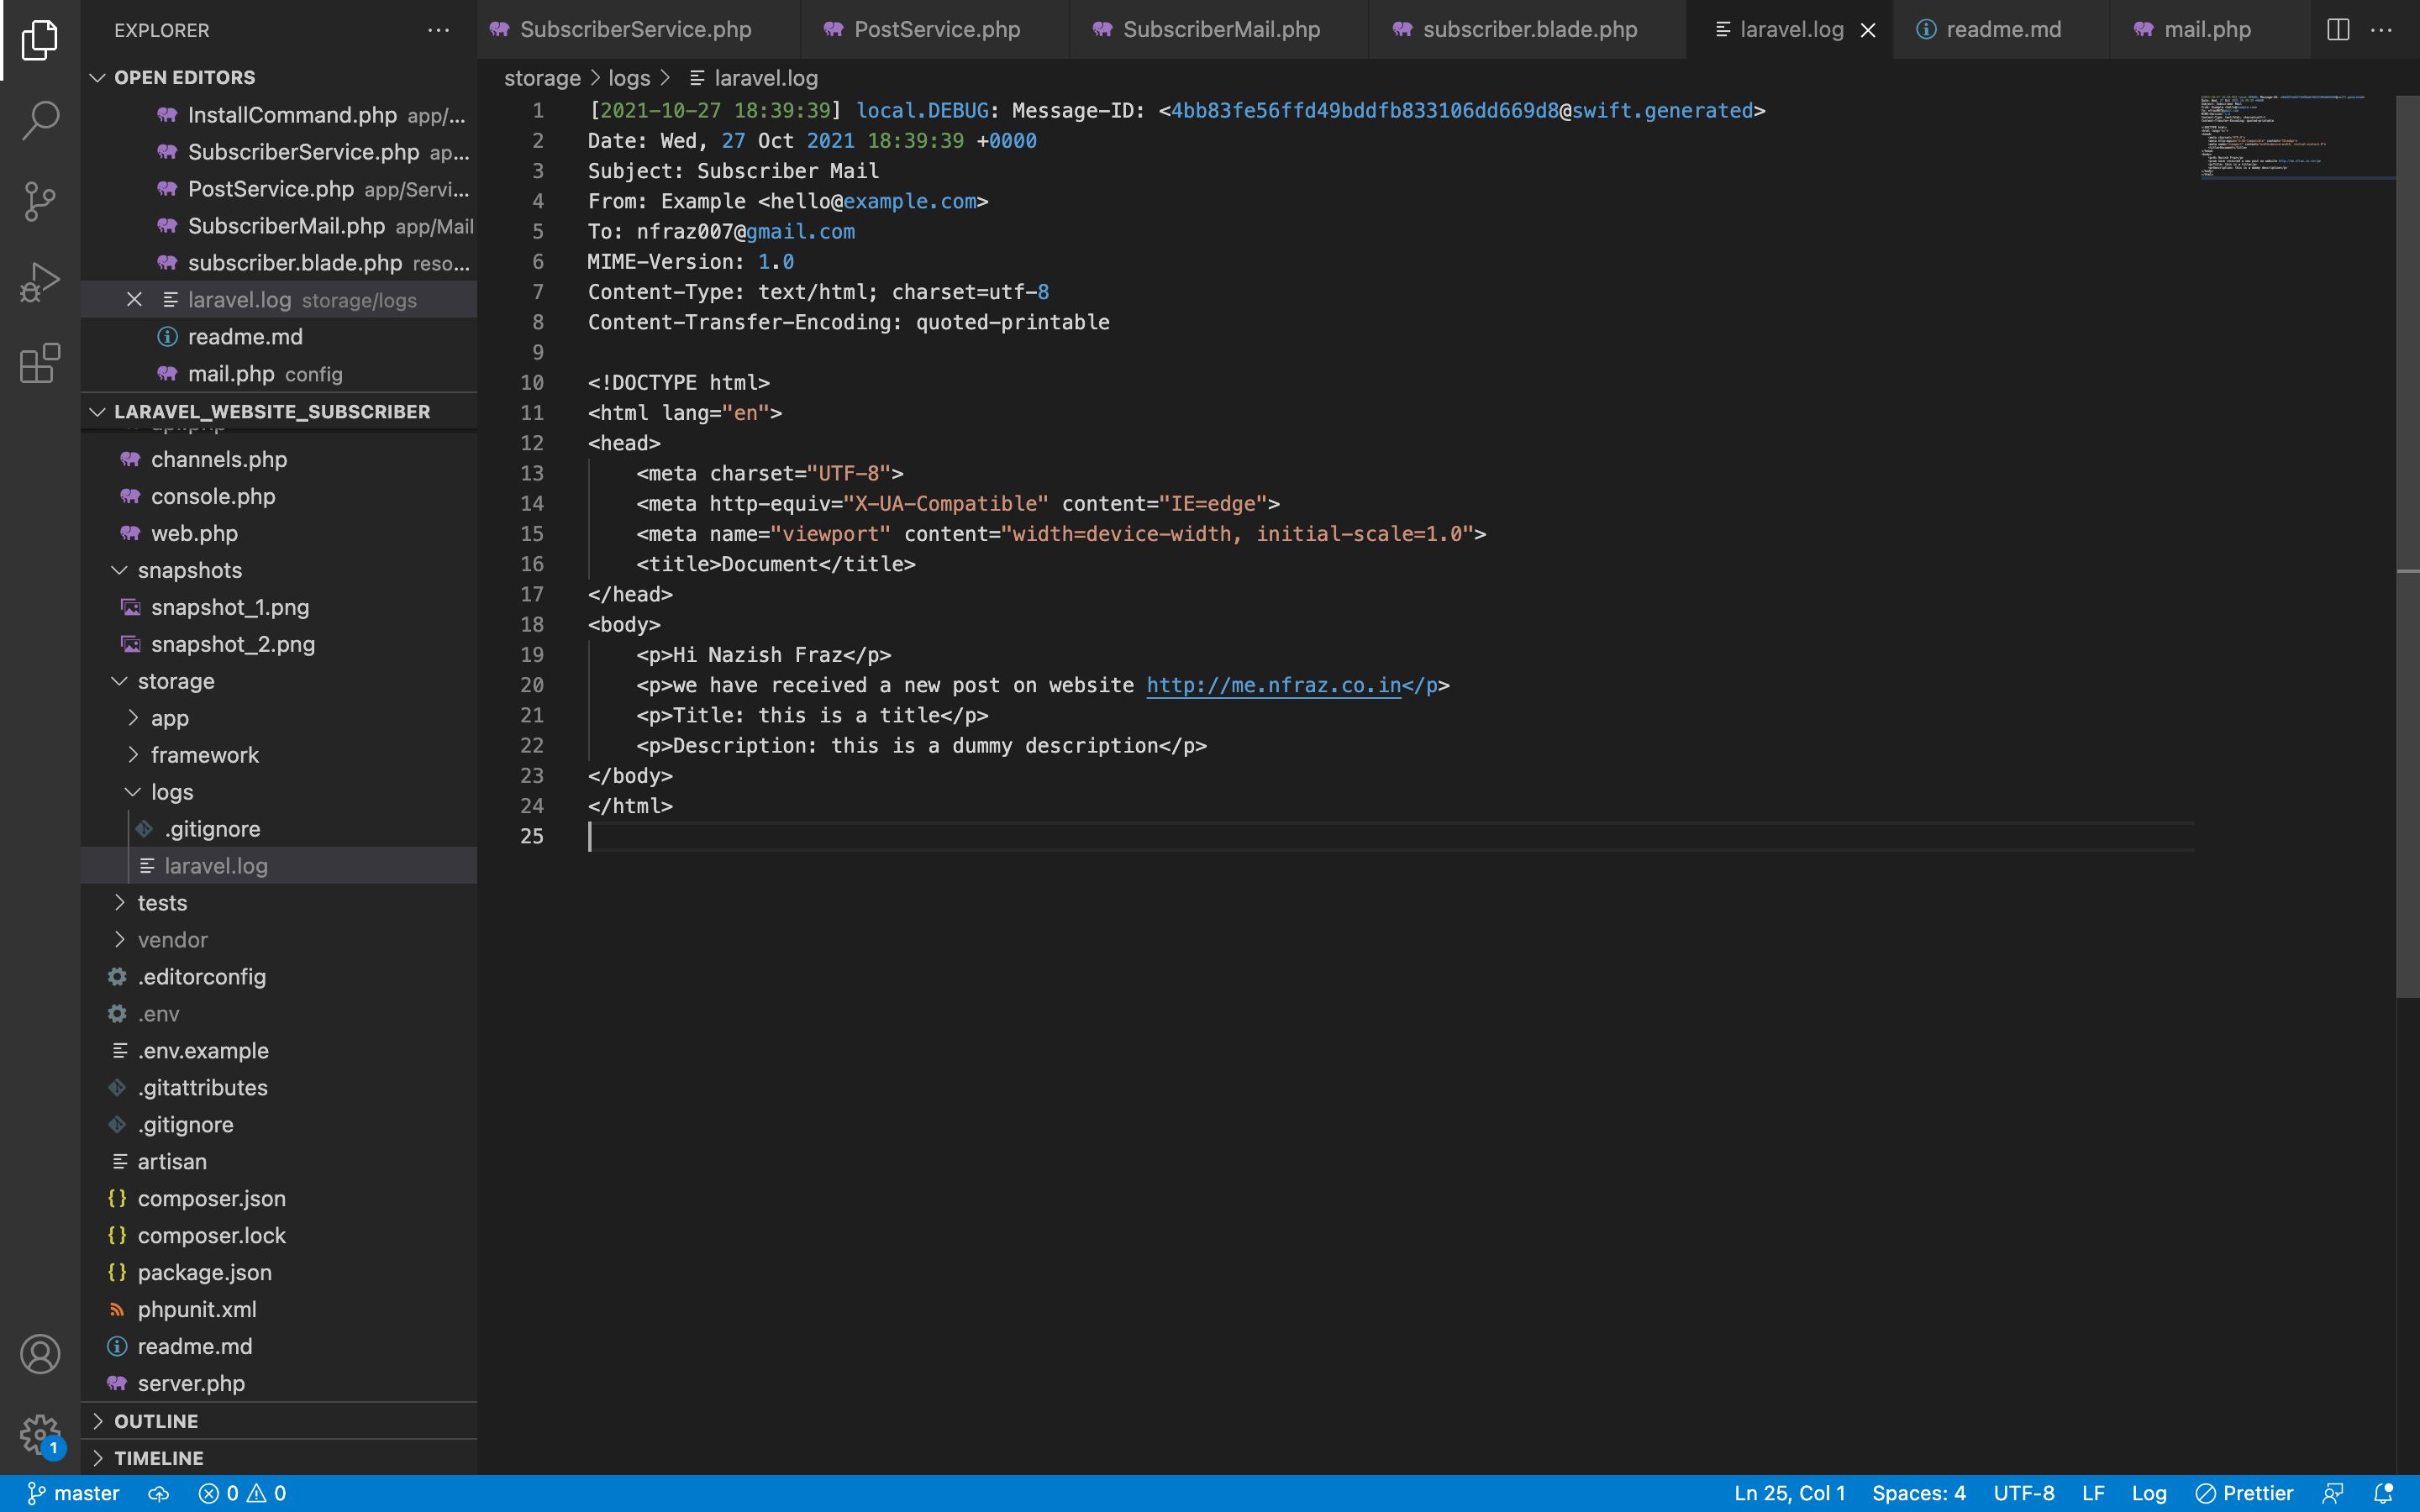 EXPLORER
OPEN EDITORS
InstallCommand.php app/...
SubscriberService.php ap...
PostService.php app/Servi...
SubscriberMail.php app/Mail
subscriber.blade.php reso...
laravel.log storage/logs
readme.md
mail.php config
LARAVEL_WEBSITE_SUBSCRIBER
channels.php
console.php
web.php
snapshots
snapshot_1.png
snapshot_2.png
storage
app
framework
logs
.gitignore
laravel.log
tests
vendor
.editorconfig
.env
.env.example
.gitattributes
.gitignore
artisan
composer.json
composer.lock
package.json
phpunit.xml
readme.md
server.php
OUTLINE
TIMELINE
1
SubscriberService.php PostService.php SubscriberMail.php subscriber.blade.php laravel.log readme.md mail.php
storage > logs > laravel.log
1 [2021-10-27 18:39:39] local.DEBUG: Message-ID: <4bb83fe56ffd49bddfb833106dd669d8@swift.generated>
2 Date: Wed, 27 Oct 2021 18:39:39 +0000
3 Subject: Subscriber Mail
4 From: Example <hello@example.com>
5 To: nfraz007@gmail.com
6 MIME-Version: 1.0
7 Content-Type: text/html; charset=utf-8
8 Content-Transfer-Encoding: quoted-printable
9
10 <!DOCTYPE html>
11 <html lang="en">
12 <head>
13     <meta charset="UTF-8">
14     <meta http-equiv="X-UA-Compatible" content="IE=edge">
15     <meta name="viewport" content="width=device-width, initial-scale=1.0">
16     <title>Document</title>
17 </head>
18 <body>
19     <p>Hi Nazish Fraz</p>
20     <p>we have received a new post on website http://me.nfraz.co.in</p>
21     <p>Title: this is a title</p>
22     <p>Description: this is a dummy description</p>
23 </body>
24 </html>
25
master 0 0 Ln 25, Col 1 Spaces: 4 UTF-8 LF Log Prettier